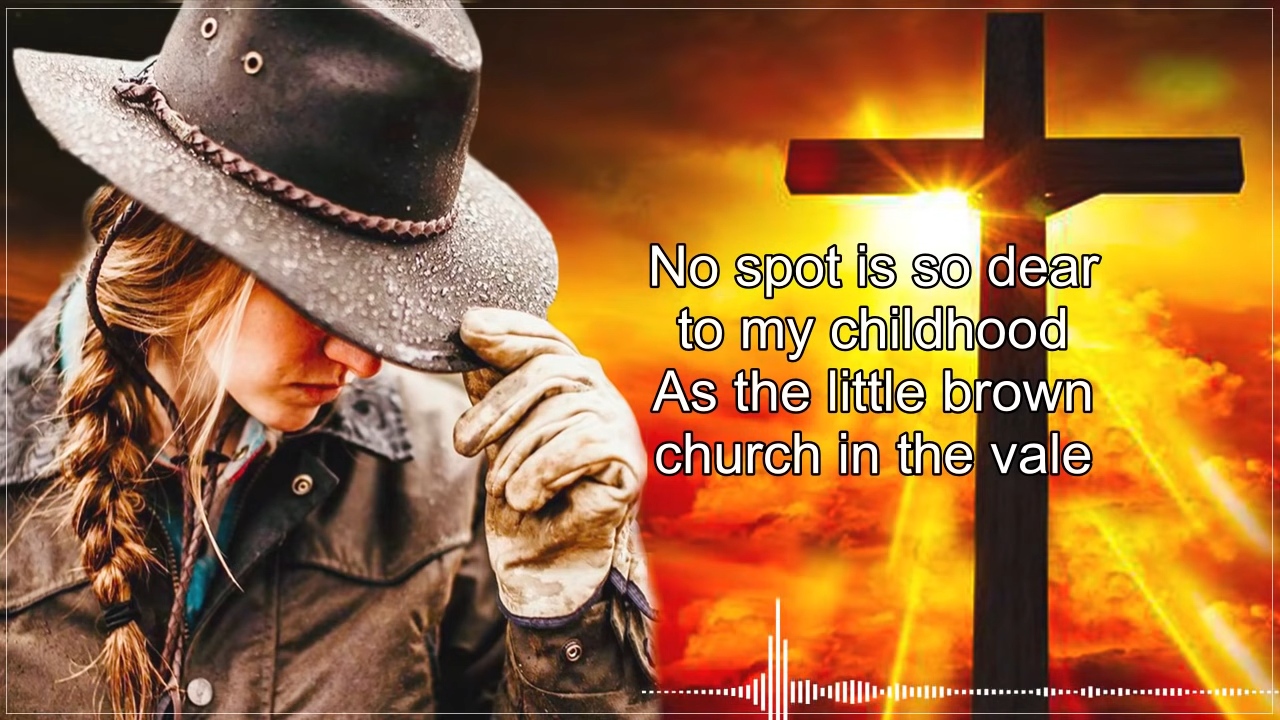 No spot is so dear
to my childhood
As the little brown
church in the vale